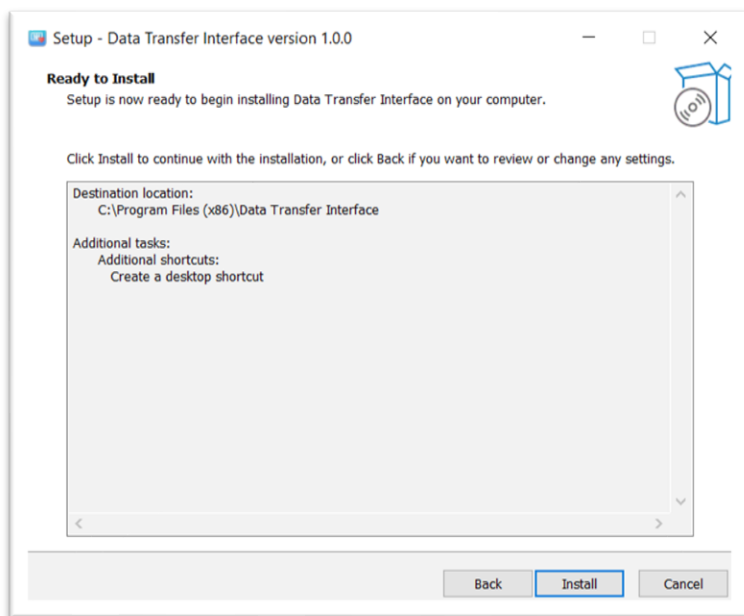 Setup - Data Transfer Interface version 1.0.0
Ready to Install
Setup is now ready to begin installing Data Transfer Interface on your computer.
Click Install to continue with the installation, or click Back if you want to review or change any settings.
Destination location:
C:\Program Files (x86)\Data Transfer Interface
Additional tasks:
Additional shortcuts:
Create a desktop shortcut
Back Install Cancel